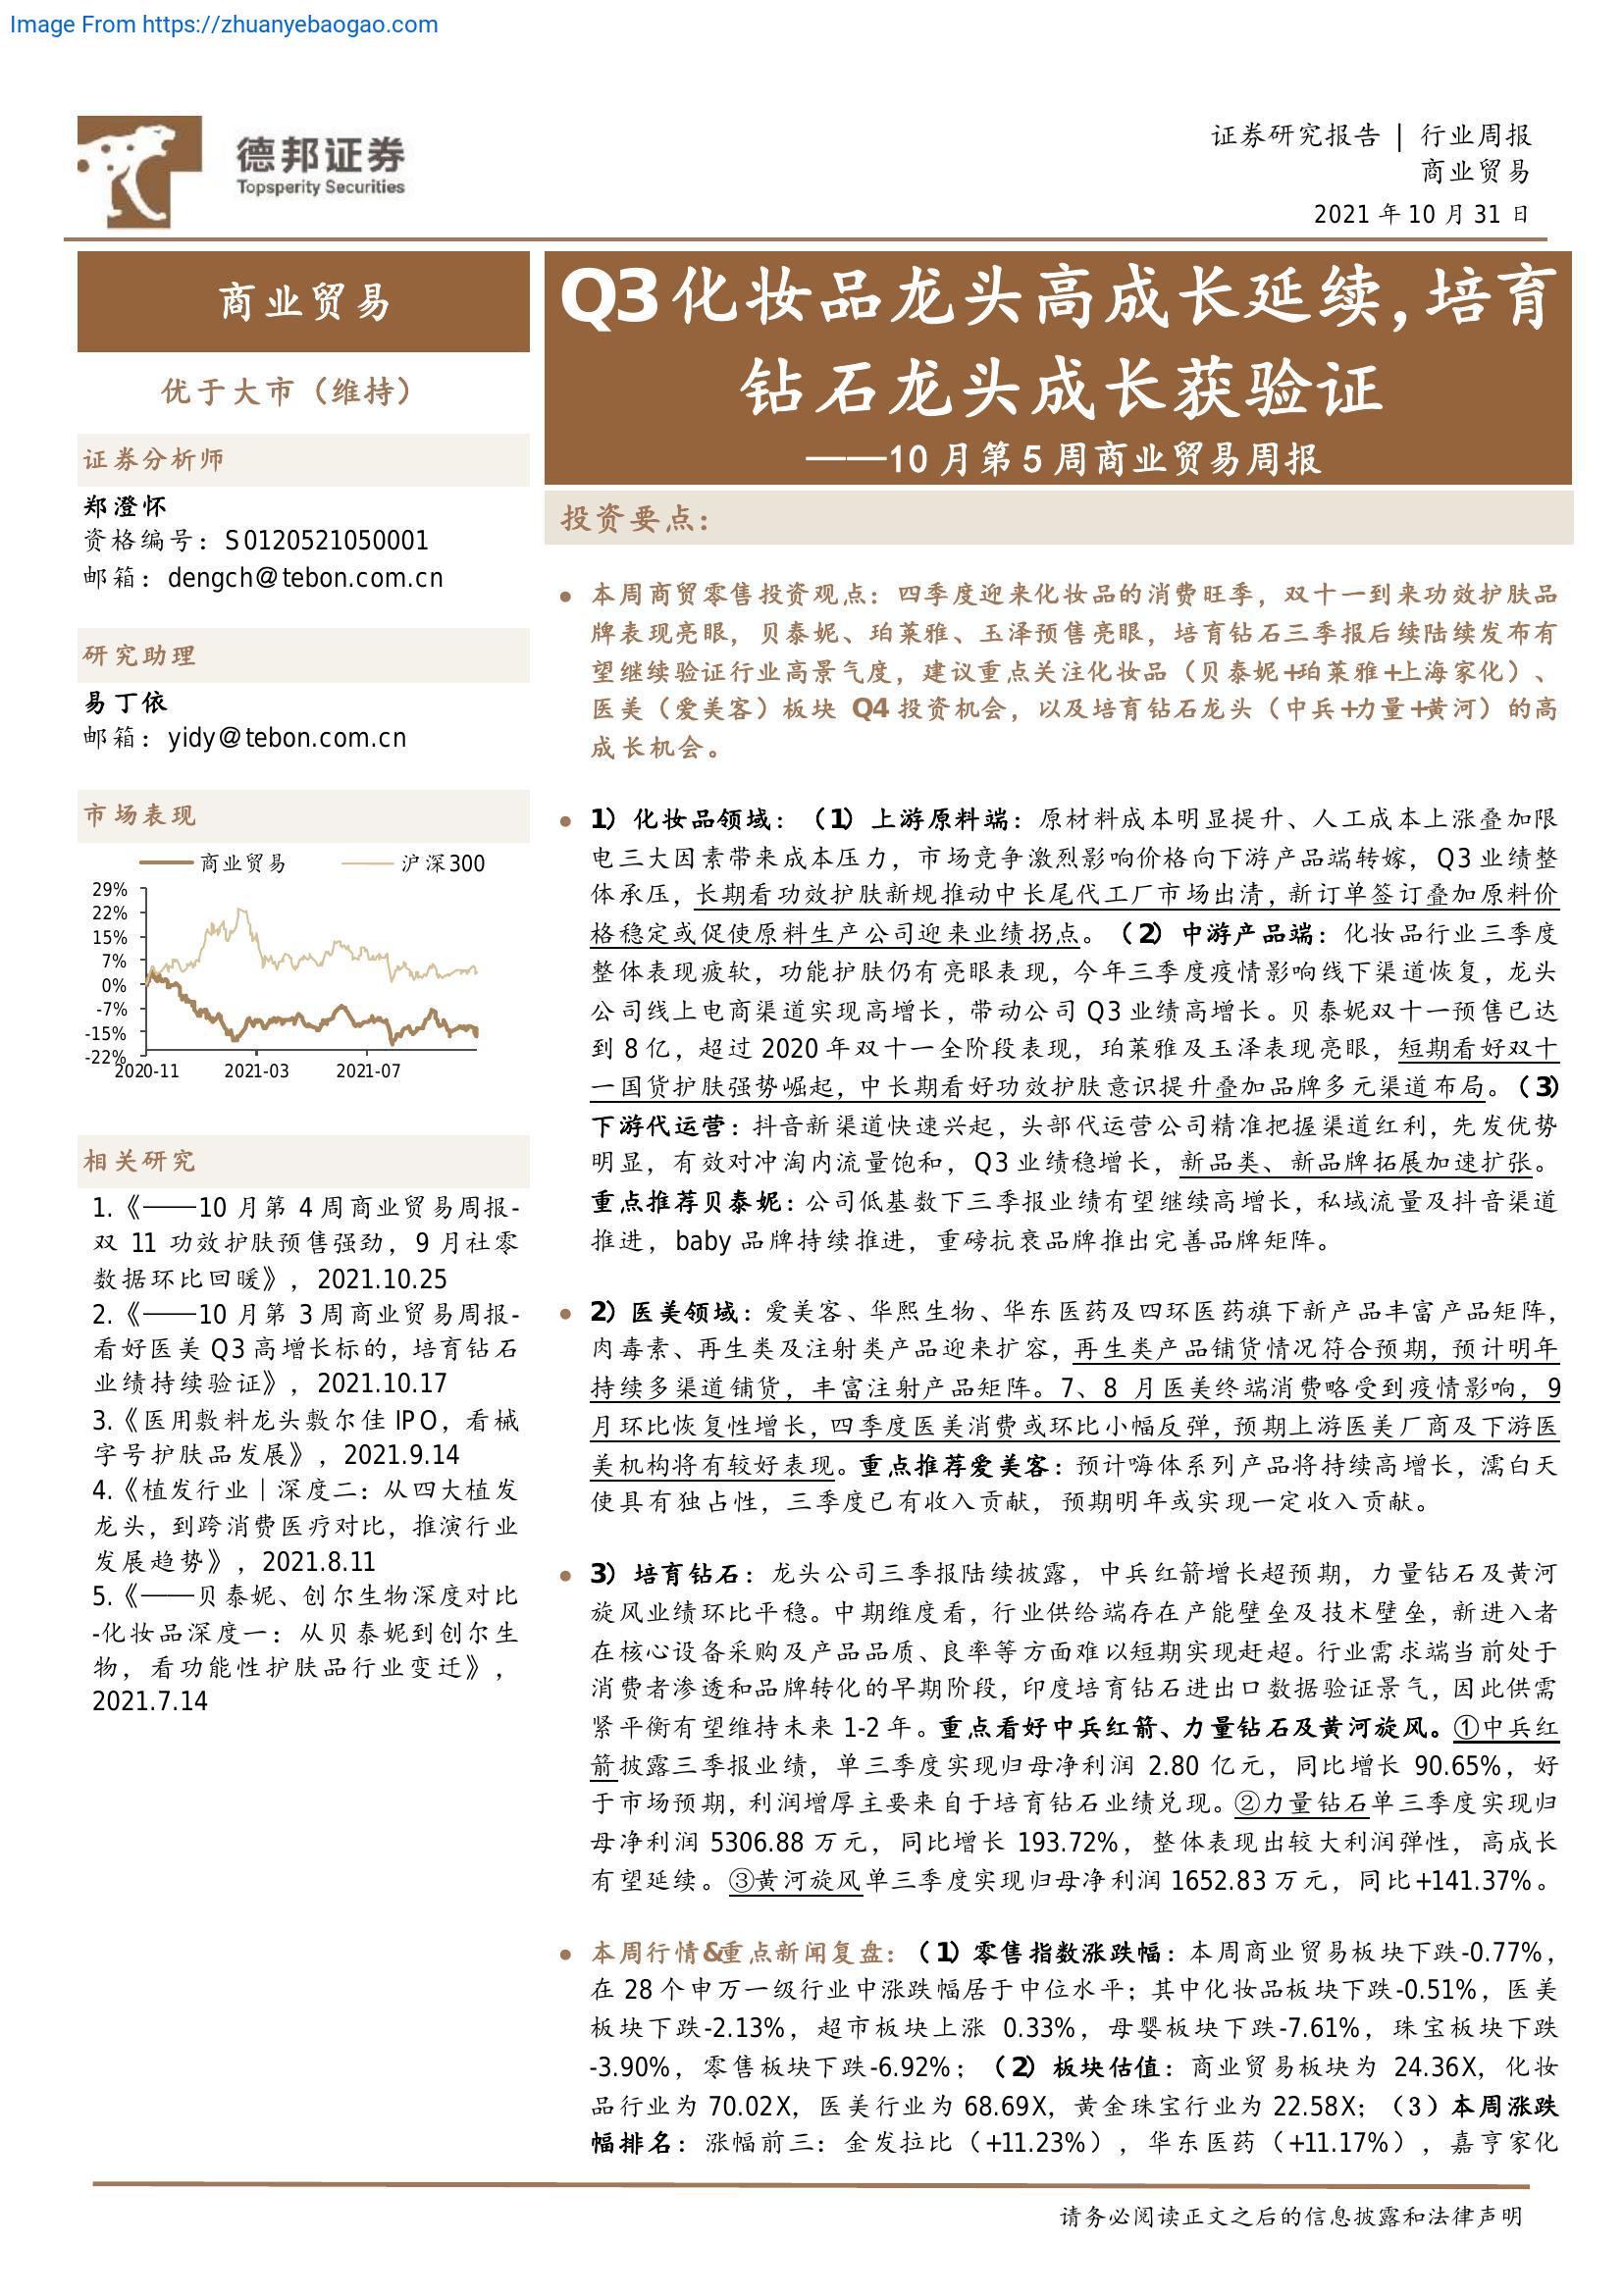 Image From https://zhuanyebaogao.com
德邦证券
Topsperity Securities
证券研究报告 | 行业周报
商业贸易
2021 年 10 月 31 日
商业贸易
优于大市（维持）
证券分析师
郑澄怀
资格编号：S0120521050001
邮箱：dengch@tebon.com.cn
研究助理
易丁依
邮箱：yidy@tebon.com.cn
市场表现
商业贸易 沪深300
29%
22%
15%
7%
0%
-7%
-15%
-22%
2020-11 2021-03 2021-07
相关研究
1.《——10 月第 4 周商业贸易周报-
双 11 功效护肤预售强劲，9 月社零
数据环比回暖》，2021.10.25
2.《——10 月第 3 周商业贸易周报-
看好医美 Q3 高增长标的，培育钻石
业绩持续验证》，2021.10.17
3.《医用敷料龙头敷尔佳 IPO，看械
字号护肤品发展》，2021.9.14
4.《植发行业｜深度二：从四大植发
龙头，到跨消费医疗对比，推演行业
发展趋势》，2021.8.11
5.《——贝泰妮、创尔生物深度对比
-化妆品深度一：从贝泰妮到创尔生
物，看功能性护肤品行业变迁》，
2021.7.14
Q3 化妆品龙头高成长延续，培育
钻石龙头成长获验证
——10 月第 5 周商业贸易周报
投资要点：
● 本周商贸零售投资观点：四季度迎来化妆品的消费旺季，双十一到来功效护肤品
牌表现亮眼，贝泰妮、珀莱雅、玉泽预售亮眼，培育钻石三季报后续陆续发布有
望继续验证行业高景气度，建议重点关注化妆品（贝泰妮+珀莱雅+上海家化）、
医美（爱美客）板块 Q4 投资机会，以及培育钻石龙头（中兵+力量+黄河）的高
成长机会。
● 1）化妆品领域：（1）上游原料端：原材料成本明显提升、人工成本上涨叠加限
电三大因素带来成本压力，市场竞争激烈影响价格向下游产品端转嫁，Q3 业绩整
体承压，长期看功效护肤新规推动中长尾代工厂市场出清，新订单签订叠加原料价
格稳定或促使原料生产公司迎来业绩拐点。（2）中游产品端：化妆品行业三季度
整体表现疲软，功能护肤仍有亮眼表现，今年三季度疫情影响线下渠道恢复，龙头
公司线上电商渠道实现高增长，带动公司 Q3 业绩高增长。贝泰妮双十一预售已达
到 8 亿，超过 2020 年双十一全阶段表现，珀莱雅及玉泽表现亮眼，短期看好双十
一国货护肤强势崛起，中长期看好功效护肤意识提升叠加品牌多元渠道布局。（3）
下游代运营：抖音新渠道快速兴起，头部代运营公司精准把握渠道红利，先发优势
明显，有效对冲淘内流量饱和，Q3 业绩稳增长，新品类、新品牌拓展加速扩张。
重点推荐贝泰妮：公司低基数下三季报业绩有望继续高增长，私域流量及抖音渠道
推进，baby 品牌持续推进，重磅抗衰品牌推出完善品牌矩阵。
● 2）医美领域：爱美客、华熙生物、华东医药及四环医药旗下新产品丰富产品矩阵，
肉毒素、再生类及注射类产品迎来扩容，再生类产品铺货情况符合预期，预计明年
持续多渠道铺货，丰富注射产品矩阵。7、8 月医美终端消费略受到疫情影响，9
月环比恢复性增长，四季度医美消费或环比小幅反弹，预期上游医美厂商及下游医
美机构将有较好表现。重点推荐爱美客：预计嗨体系列产品将持续高增长，濡白天
使具有独占性，三季度已有收入贡献，预期明年或实现一定收入贡献。
● 3）培育钻石：龙头公司三季报陆续披露，中兵红箭增长超预期，力量钻石及黄河
旋风业绩环比平稳。中期维度看，行业供给端存在产能壁垒及技术壁垒，新进入者
在核心设备采购及产品品质、良率等方面难以短期实现赶超。行业需求端当前处于
消费者渗透和品牌转化的早期阶段，印度培育钻石进出口数据验证景气，因此供需
紧平衡有望维持未来 1-2 年。重点看好中兵红箭、力量钻石及黄河旋风。①中兵红
箭披露三季报业绩，单三季度实现归母净利润 2.80 亿元，同比增长 90.65%，好
于市场预期，利润增厚主要来自于培育钻石业绩兑现。②力量钻石单三季度实现归
母净利润 5306.88 万元，同比增长 193.72%，整体表现出较大利润弹性，高成长
有望延续。③黄河旋风单三季度实现归母净利润 1652.83 万元，同比+141.37%。
● 本周行情&重点新闻复盘：（1）零售指数涨跌幅：本周商业贸易板块下跌-0.77%，
在 28 个申万一级行业中涨跌幅居于中位水平；其中化妆品板块下跌-0.51%，医美
板块下跌-2.13%，超市板块上涨 0.33%，母婴板块下跌-7.61%，珠宝板块下跌
-3.90%，零售板块下跌-6.92%；（2）板块估值：商业贸易板块为 24.36X，化妆
品行业为 70.02X，医美行业为 68.69X，黄金珠宝行业为 22.58X；（3）本周涨跌
幅排名：涨幅前三：金发拉比（+11.23%），华东医药（+11.17%），嘉亨家化
请务必阅读正文之后的信息披露和法律声明